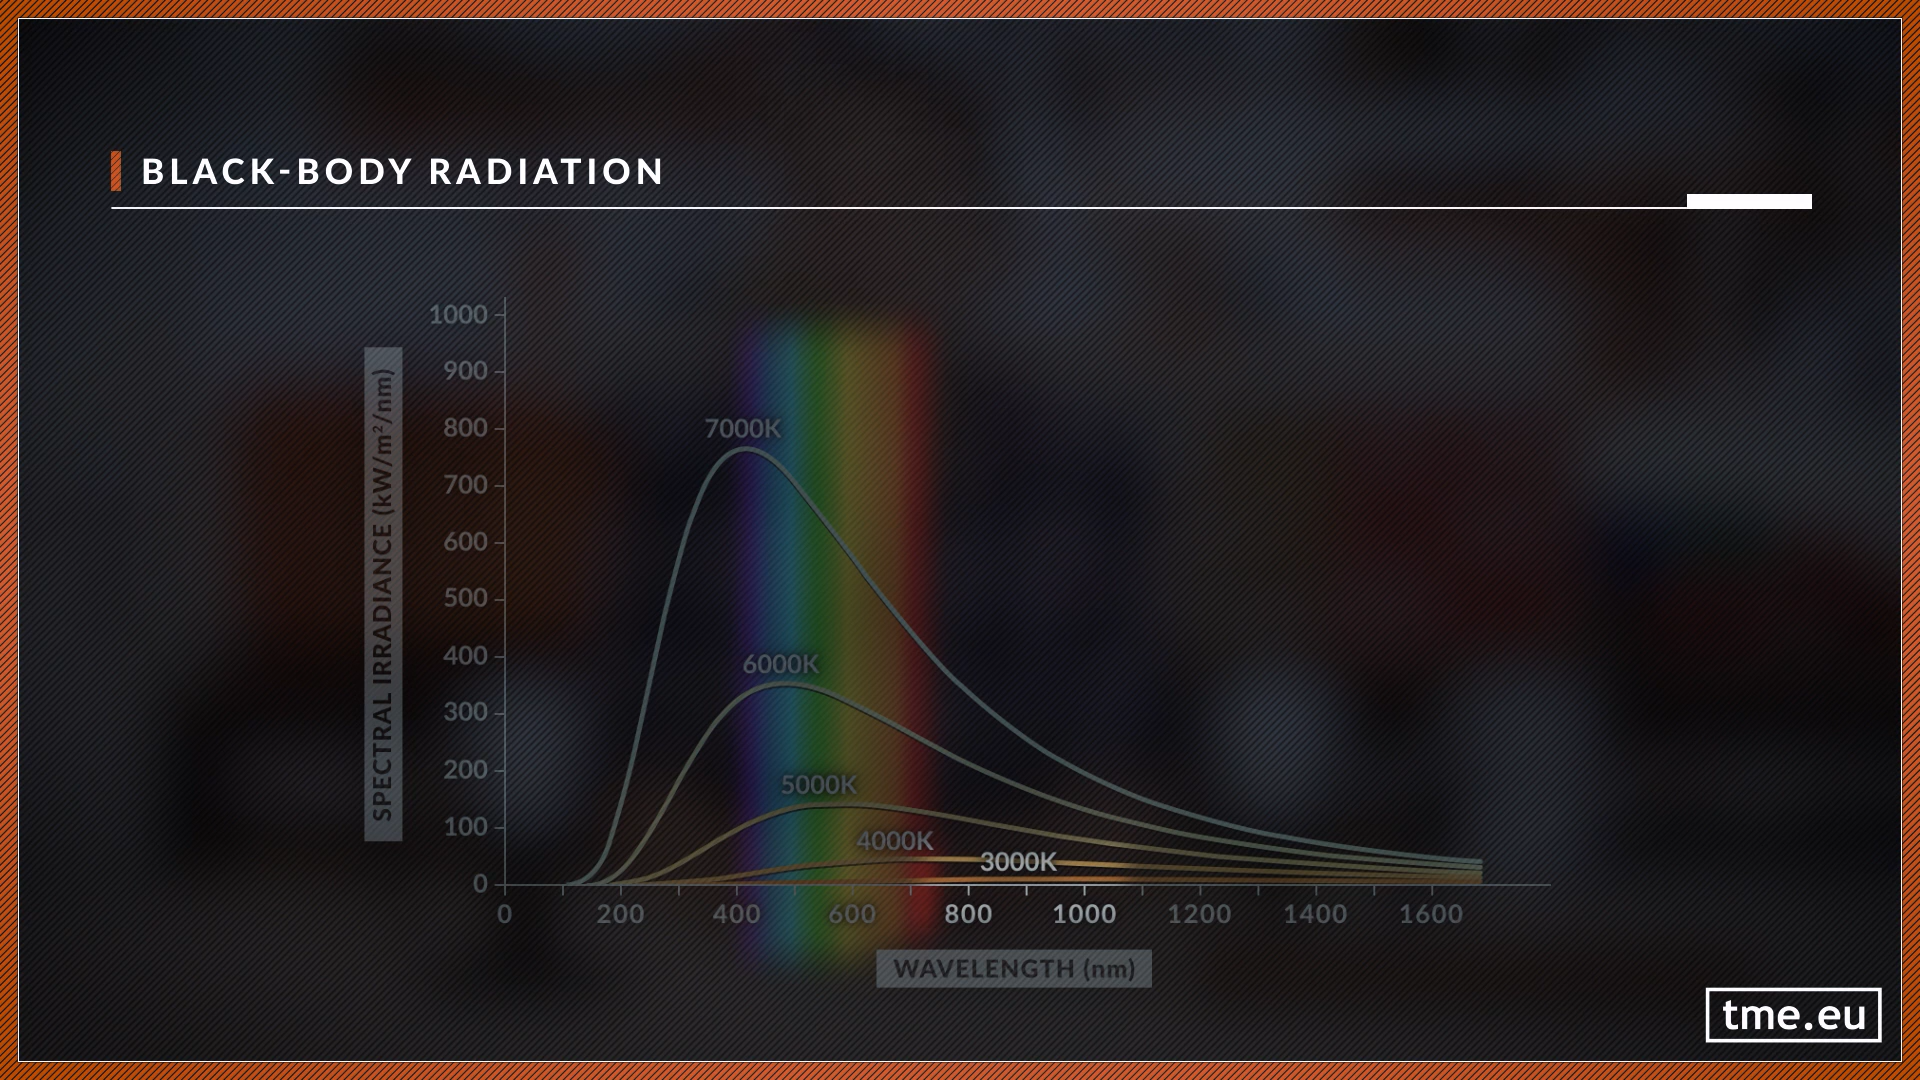 BLACK-BODY RADIATION
SPECTRAL IRRADIANCE (kW/m²/nm)
1000
900
800
700
600
500
400
300
200
100
0
7000K
6000K
5000K
4000K
3000K
0 200 400 600 800 1000 1200 1400 1600
WAVELENGTH (nm)
tme.eu